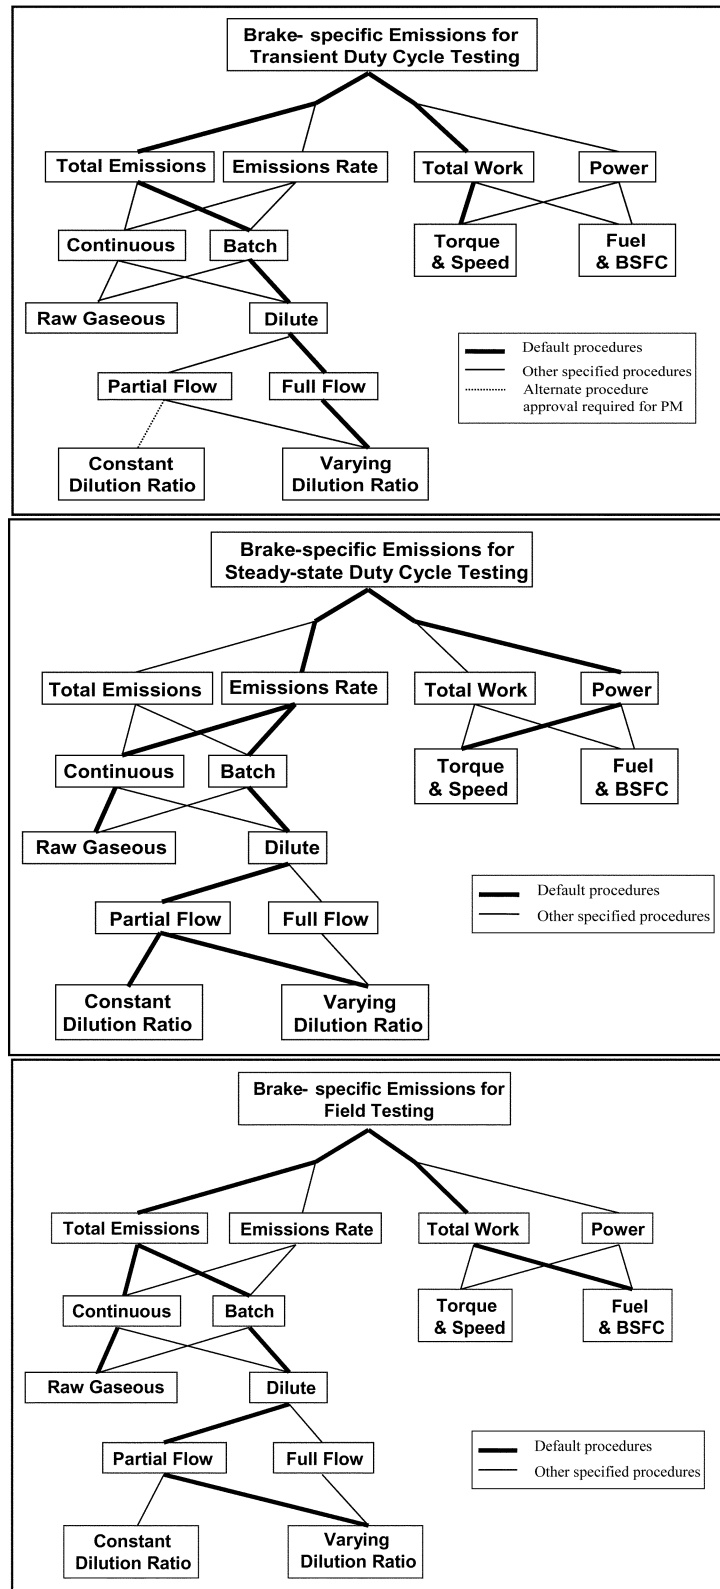 Brake- specific Emissions for
Transient Duty Cycle Testing
Total Emissions
Emissions Rate
Total Work
Power
Continuous
Batch
Torque
& Speed
Fuel
& BSFC
Raw Gaseous
Dilute
Partial Flow
Full Flow
Default procedures
Other specified procedures
Alternate procedure
approval required for PM
Constant
Dilution Ratio
Varying
Dilution Ratio
Brake-specific Emissions for
Steady-state Duty Cycle Testing
Total Emissions
Emissions Rate
Total Work
Power
Continuous
Batch
Torque
& Speed
Fuel
& BSFC
Raw Gaseous
Dilute
Partial Flow
Full Flow
Default procedures
Other specified procedures
Constant
Dilution Ratio
Varying
Dilution Ratio
Brake- specific Emissions for
Field Testing
Total Emissions
Emissions Rate
Total Work
Power
Continuous
Batch
Torque
& Speed
Fuel
& BSFC
Raw Gaseous
Dilute
Partial Flow
Full Flow
Default procedures
Other specified procedures
Constant
Dilution Ratio
Varying
Dilution Ratio